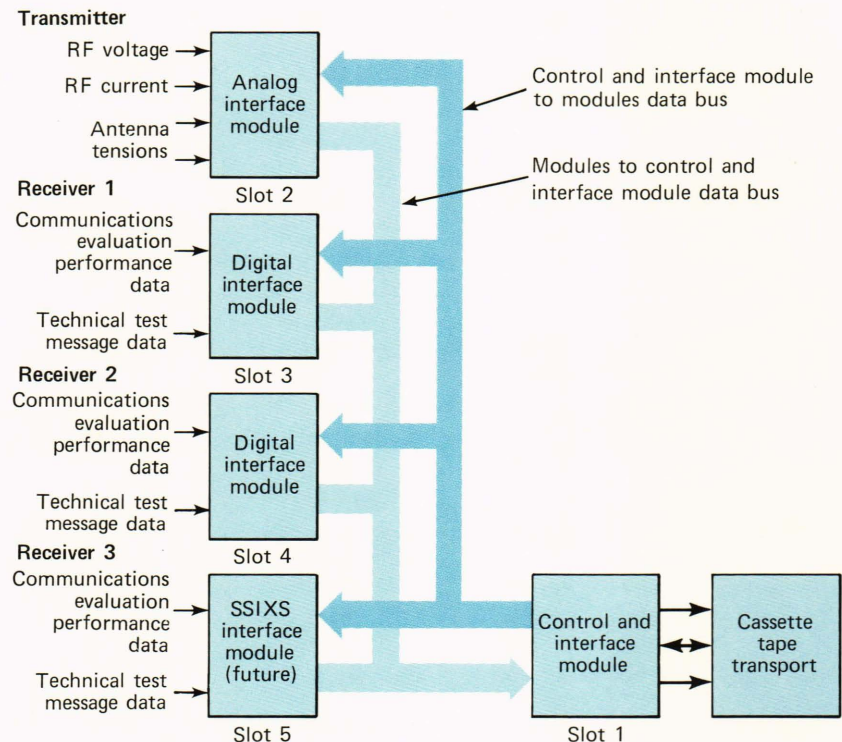 Transmitter
RF voltage
RF current
Antenna
tensions
Analog
interface
module
Slot 2
Control and interface module
to modules data bus
Modules to control and
interface module data bus
Receiver 1
Communications
evaluation
performance
data
Technical test
message data
Digital
interface
module
Slot 3
Receiver 2
Communications
evaluation
performance
data
Technical test
message data
Digital
interface
module
Slot 4
Receiver 3
Communications
evaluation
performance
data
Technical test
message data
SSIXS
interface
module
(future)
Slot 5
Control and
interface
module
Slot 1
Cassette
tape
transport